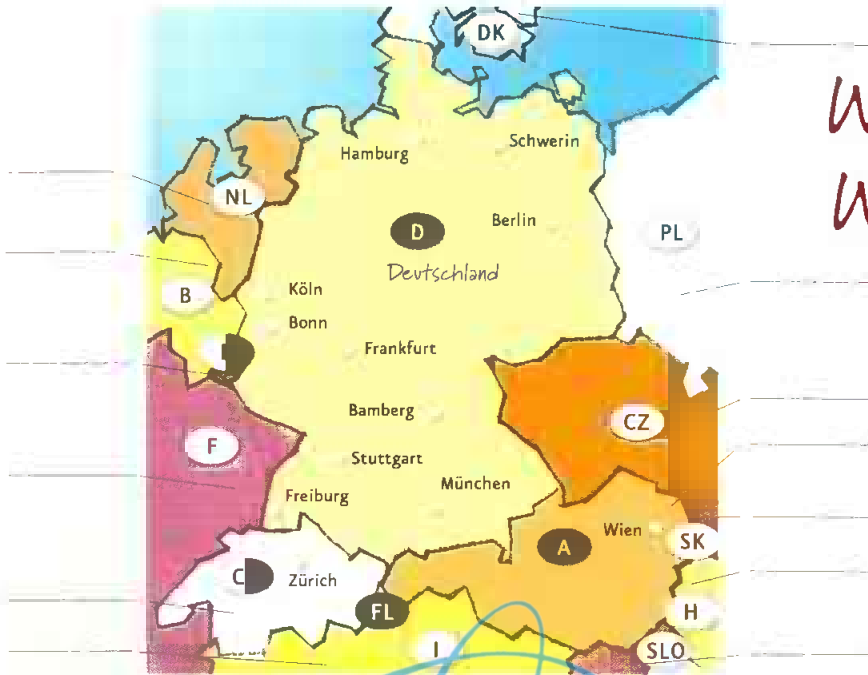 DK
Hamburg
Schwerin
NL
D
Berlin
PL
Deutschland
B
Köln
Bonn
Frankfurt
Bamberg
CZ
F
Stuttgart
München
Freiburg
Wien
A
SK
C
Zürich
FL
H
I
SLO